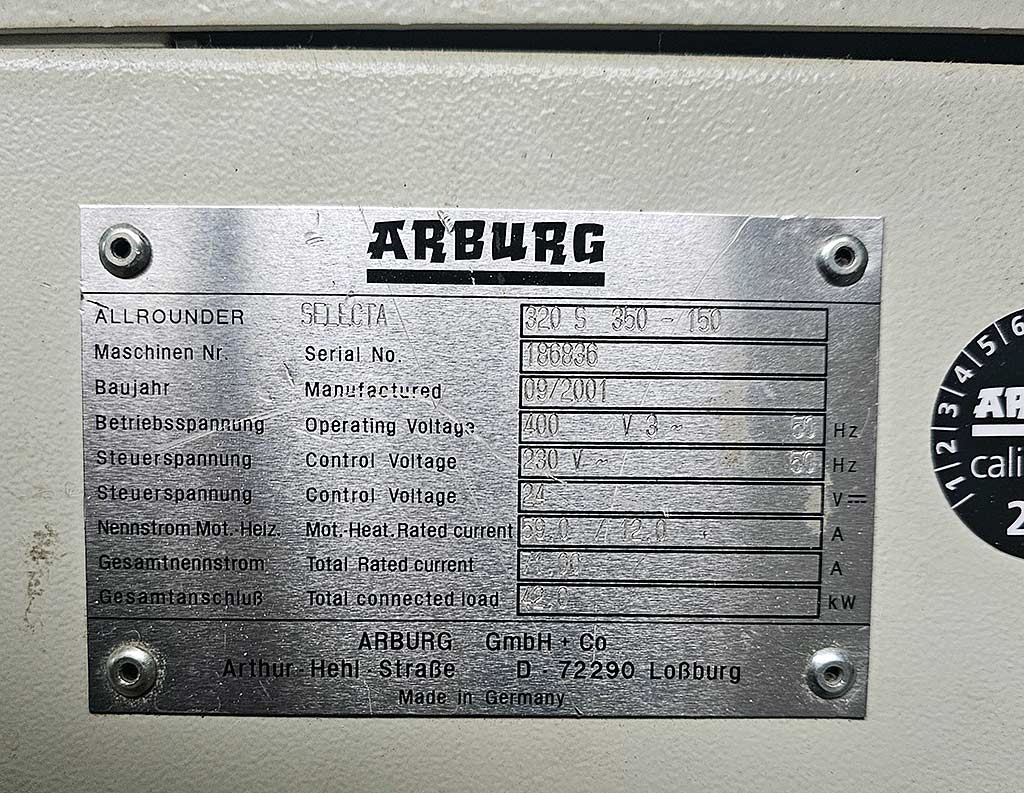 ARBURG
ALLROUNDER SELECTA 320 S 350 - 150
Maschinen Nr. Serial No. 186836
Baujahr Manufactured 09/2001
Betriebsspannung Operating Voltage 400 V 3 ~ 50 Hz
Steuerspannung Control Voltage 230 V ~ 50 Hz
Steuerspannung Control Voltage 24 V⎓
Nennstrom Mot.-Heiz. Mot.-Heat. Rated current 59.0 / 12.0 A
Gesamtnennstrom Total Rated current A
Gesamtanschluß Total connected load 42.0 kW
ARBURG GmbH + Co
Arthur - Hehl - Straße D - 72290 Loßburg
Made in Germany
1 2 3 4 5 6